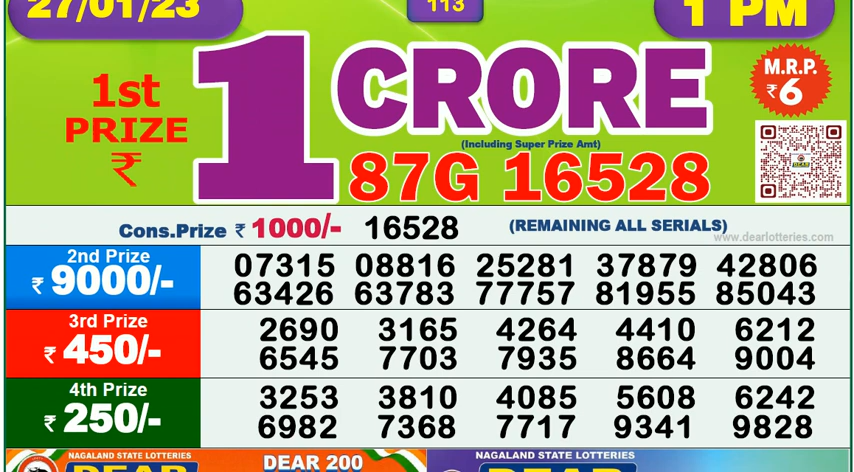 27/01/23
113
1 PM
1st
PRIZE
₹
1 CRORE
(Including Super Prize Amt)
87G 16528
M.R.P.
₹6
DEAR
Cons.Prize ₹ 1000/- 16528 (REMAINING ALL SERIALS)
www.dearlotteries.com
2nd Prize
₹ 9000/-
07315 08816 25281 37879 42806
63426 63783 77757 81955 85043
3rd Prize
₹ 450/-
2690 3165 4264 4410 6212
6545 7703 7935 8664 9004
4th Prize
₹ 250/-
3253 3810 4085 5608 6242
6982 7368 7717 9341 9828
NAGALAND STATE LOTTERIES
DEAR
DEAR 200
NAGALAND STATE LOTTERIES
DEAR